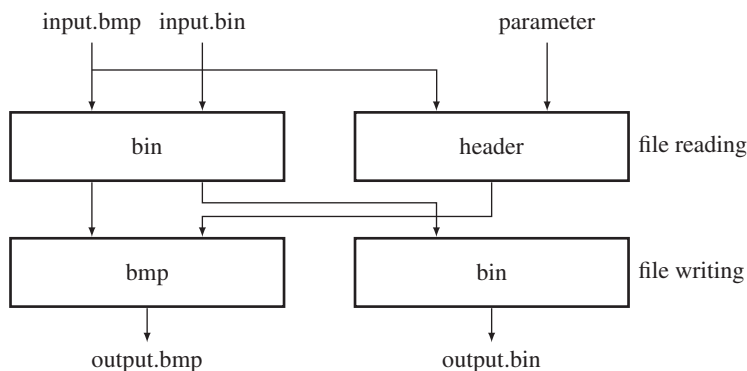 input.bmp input.bin parameter
bin header file reading
bmp bin file writing
output.bmp output.bin